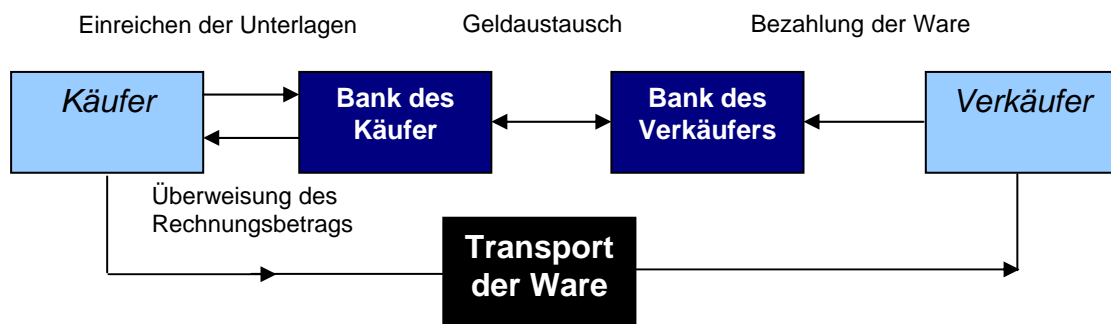 Einreichen der Unterlagen
Geldaustausch
Bezahlung der Ware
Käufer
Bank des
Käufer
Bank des
Verkäufers
Verkäufer
Überweisung des
Rechnungsbetrags
Transport
der Ware